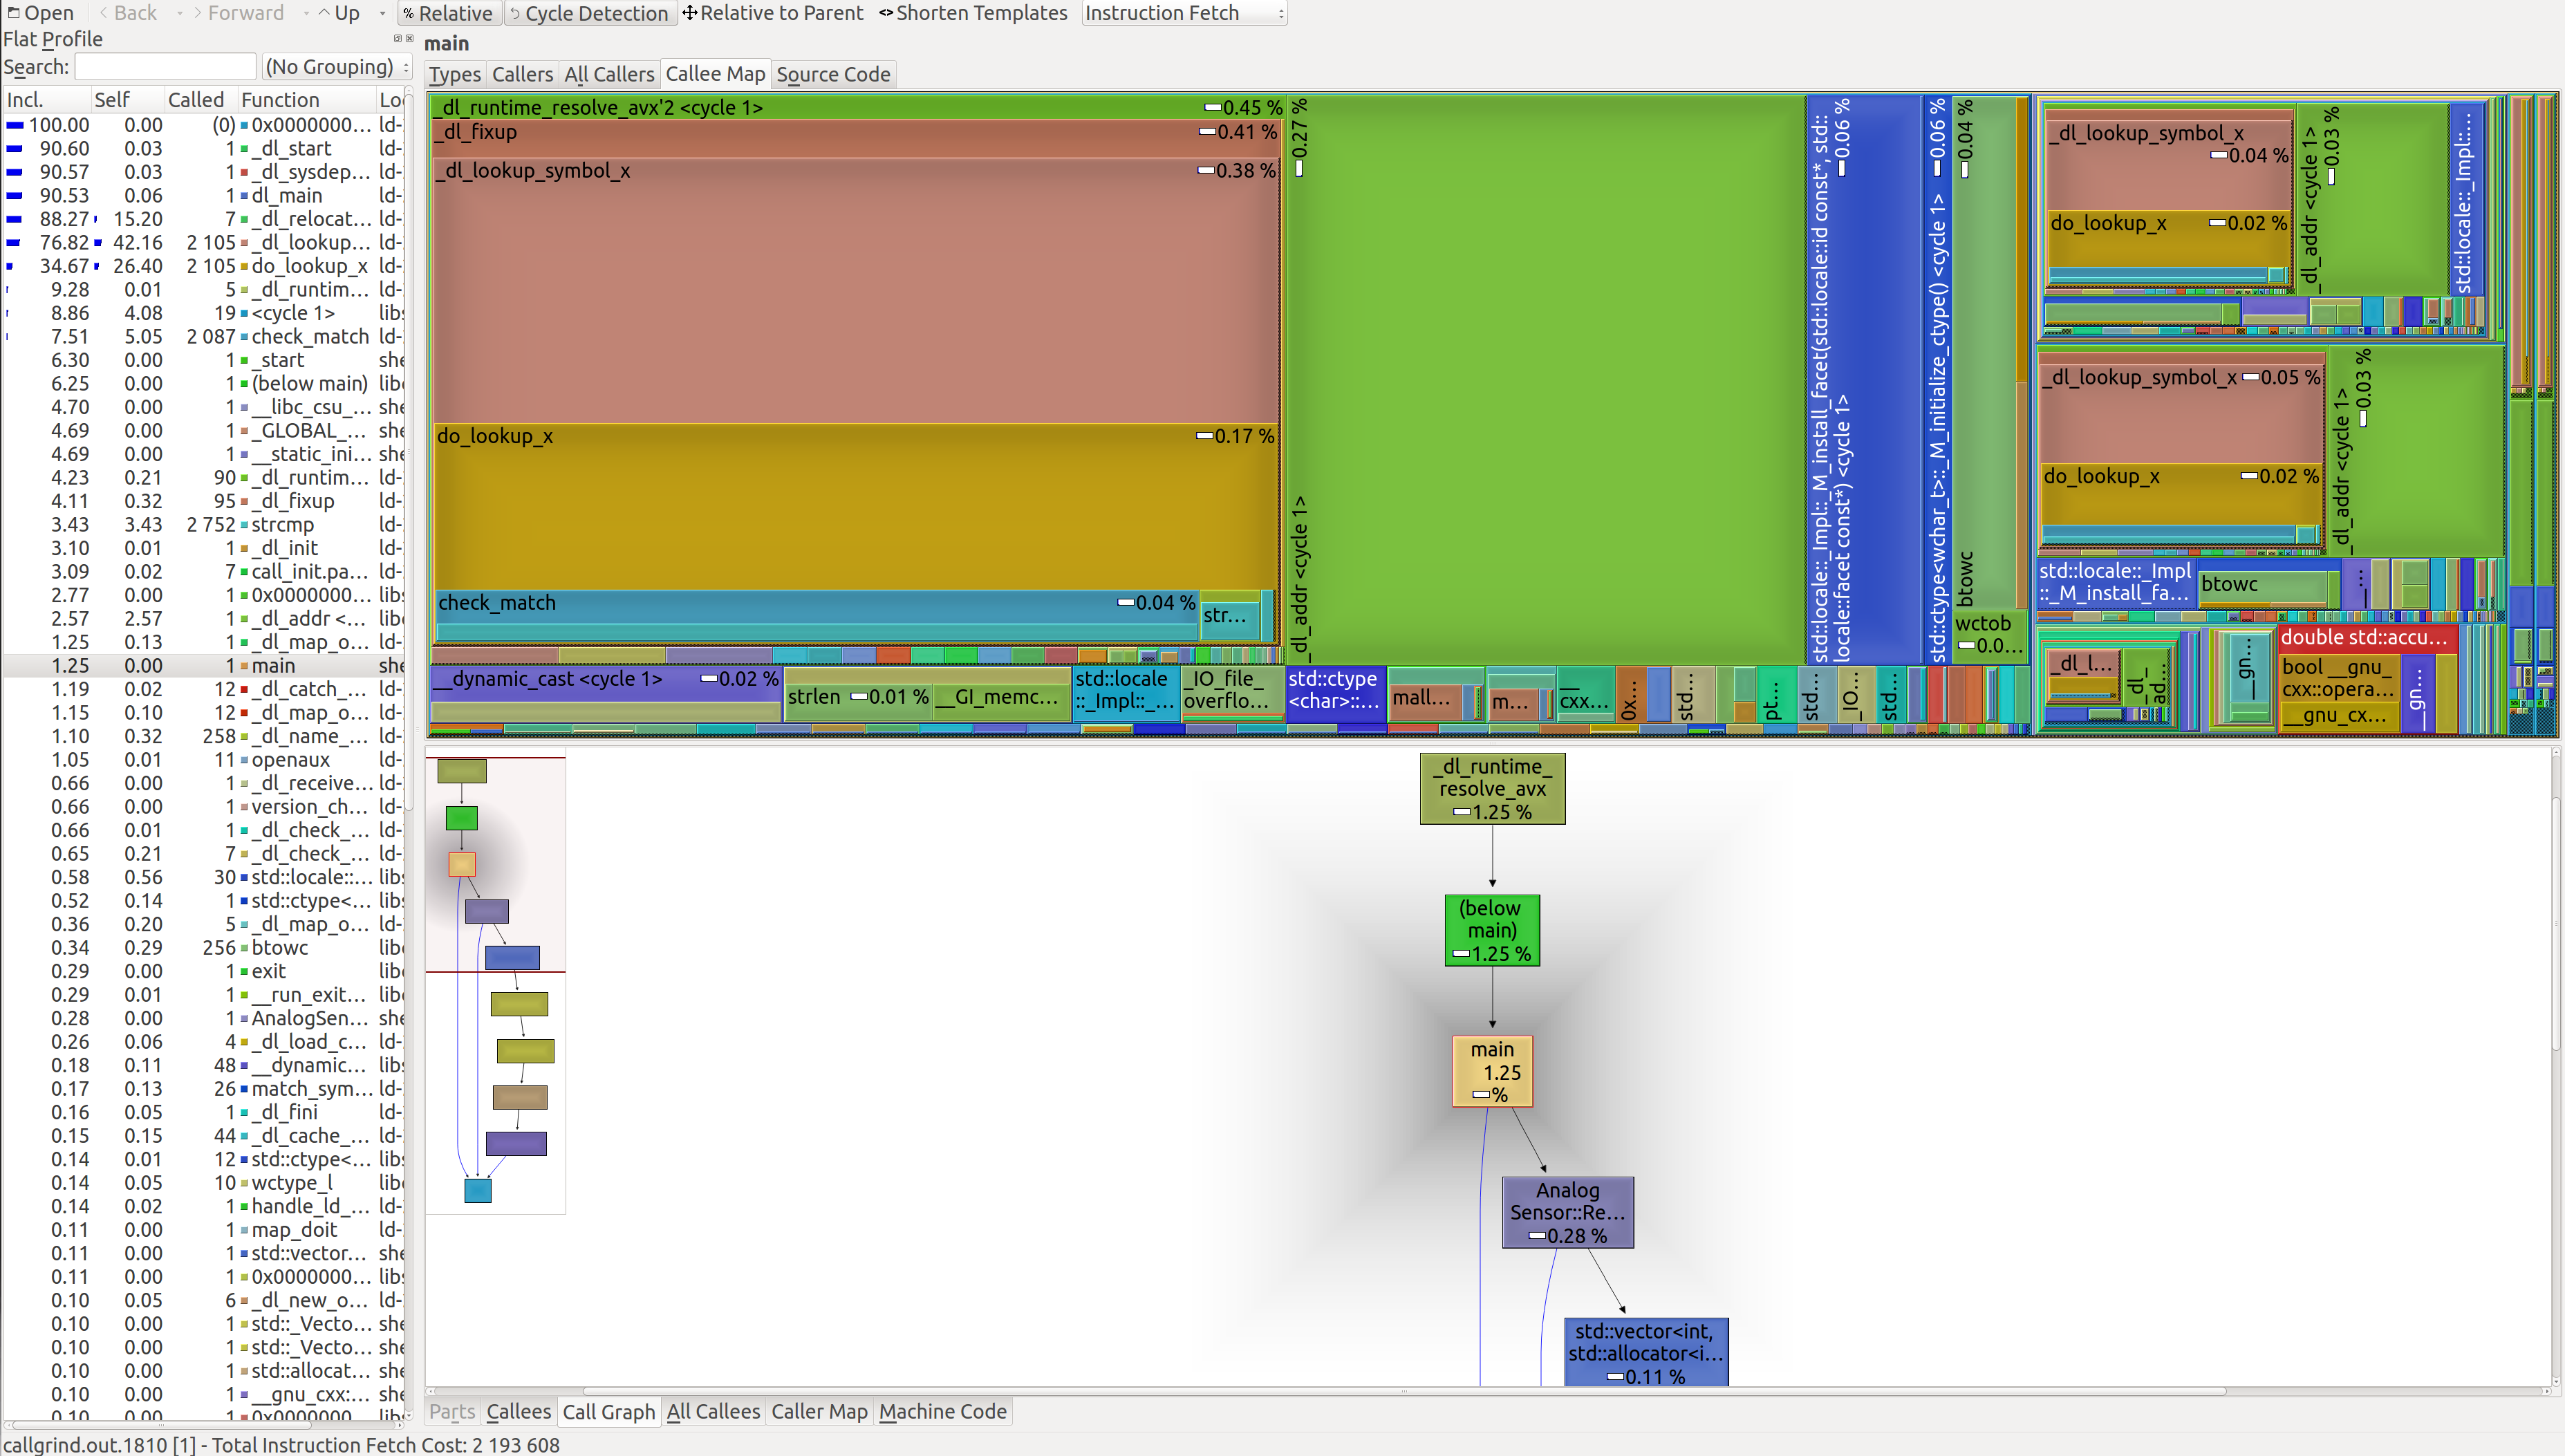 Open Back Forward Up % Relative Cycle Detection Relative to Parent <> Shorten Templates Instruction Fetch
Flat Profile
Search: (No Grouping)
Incl. Self Called Function Lo
100.00 0.00 (0) 0x0000000... ld-
90.60 0.03 1 _dl_start ld-
90.57 0.03 1 _dl_sysdep... ld-
90.53 0.06 1 dl_main ld-
88.27 15.20 7 _dl_relocat... ld-
76.82 42.16 2 105 _dl_lookup... ld-
34.67 26.40 2 105 do_lookup_x ld-
9.28 0.01 5 _dl_runtim... ld-
8.86 4.08 19 <cycle 1> libs
7.51 5.05 2 087 check_match ld-
6.30 0.00 1 _start she
6.25 0.00 1 (below main) libc
4.70 0.00 1 __libc_csu_... she
4.69 0.00 1 _GLOBAL_... she
4.69 0.00 1 __static_ini... she
4.23 0.21 90 _dl_runtim... ld-
4.11 0.32 95 _dl_fixup ld-
3.43 3.43 2 752 strcmp ld-
3.10 0.01 1 _dl_init ld-
3.09 0.02 7 call_init.pa... ld-
2.77 0.00 1 0x0000000... libs
2.57 2.57 1 _dl_addr <... libc
1.25 0.13 1 _dl_map_o... ld-
1.25 0.00 1 main she
1.19 0.02 12 _dl_catch_... ld-
1.15 0.10 12 _dl_map_o... ld-
1.10 0.32 258 _dl_name_... ld-
1.05 0.01 11 openaux ld-
0.66 0.00 1 _dl_receive... ld-
0.66 0.00 1 version_ch... ld-
0.66 0.01 1 _dl_check_... ld-
0.65 0.21 7 _dl_check_... ld-
0.58 0.56 30 std::locale::... libs
0.52 0.14 1 std::ctype<... libs
0.36 0.20 5 _dl_map_o... ld-
0.34 0.29 256 btowc libc
0.29 0.00 1 exit libc
0.29 0.01 1 __run_exit... libc
0.28 0.00 1 AnalogSen... she
0.26 0.06 4 _dl_load_c... ld-
0.18 0.11 48 __dynamic... libs
0.17 0.13 26 match_sym... ld-
0.16 0.05 1 _dl_fini ld-
0.15 0.15 44 _dl_cache_... ld-
0.14 0.01 12 std::ctype<... libs
0.14 0.05 10 wctype_l libc
0.14 0.02 1 handle_ld_... ld-
0.11 0.00 1 map_doit ld-
0.11 0.00 1 std::vector... she
0.11 0.00 1 0x0000000... libs
0.10 0.05 6 _dl_new_o... ld-
0.10 0.00 1 std::_Vecto... she
0.10 0.00 1 std::_Vecto... she
0.10 0.00 1 std::allocat... she
0.10 0.00 1 __gnu_cxx:... she
0.10 0.00 1 0x0000000
main
Types Callers All Callers Callee Map Source Code
_dl_runtime_resolve_avx'2 <cycle 1> 0.45 %
_dl_fixup 0.41 %
_dl_lookup_symbol_x 0.38 %
do_lookup_x 0.17 %
check_match 0.04 %
str...
_dl_addr <cycle 1> 0.27 %
std::locale::_Impl::_M_install_facet(std::locale::id const*, std::
locale::facet const*) <cycle 1> 0.06 %
std::ctype<wchar_t>::_M_initialize_ctype() <cycle 1> 0.06 %
btowc 0.04 %
wctob
0.0...
_dl_lookup_symbol_x
0.04 %
do_lookup_x 0.02 %
_dl_addr <cycle 1> 0.03 %
std::locale::_Impl::...
_dl_lookup_symbol_x 0.05 %
do_lookup_x 0.02 %
_dl_addr <cycle 1> 0.03 %
std::locale::_Impl
::_M_install_fa...
btowc
...
__dynamic_cast <cycle 1> 0.02 %
strlen 0.01 %
__GI_memc...
std::locale
::_Impl::_...
_IO_file_
overflo...
std::ctype
<char>::...
mall...
m...
__
cxx...
0x...
std...
pt...
std...
_IO...
std...
_dl_l...
_dl_
ad...
__gn...
double std::accu...
bool __gnu_
cxx::opera...
__gnu_cx...
__gn...
_dl_runtime_
resolve_avx
1.25 %
(below
main)
1.25 %
main
1.25
%
Analog
Sensor::Re...
0.28 %
std::vector<int,
std::allocator<i...
0.11 %
Parts Callees Call Graph All Callees Caller Map Machine Code
callgrind.out.1810 [1] - Total Instruction Fetch Cost: 2 193 608